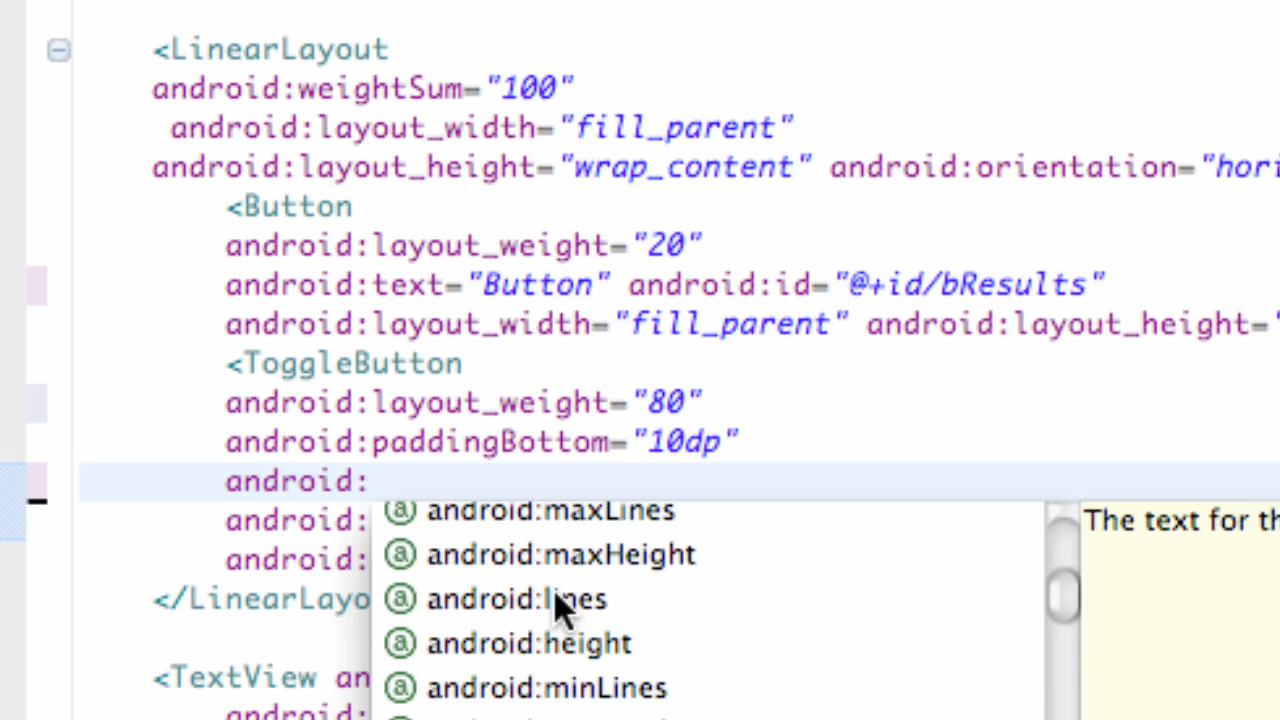 <LinearLayout
android:weightSum="100"
android:layout_width="fill_parent"
android:layout_height="wrap_content" android:orientation="hori
<Button
android:layout_weight="20"
android:text="Button" android:id="@+id/bResults"
android:layout_width="fill_parent" android:layout_height="
<ToggleButton
android:layout_weight="80"
android:paddingBottom="10dp"
android:
android:
android:
</LinearLayo
<TextView an
android:
android:maxLines
android:maxHeight
android:lines
android:height
android:minLines
The text for th